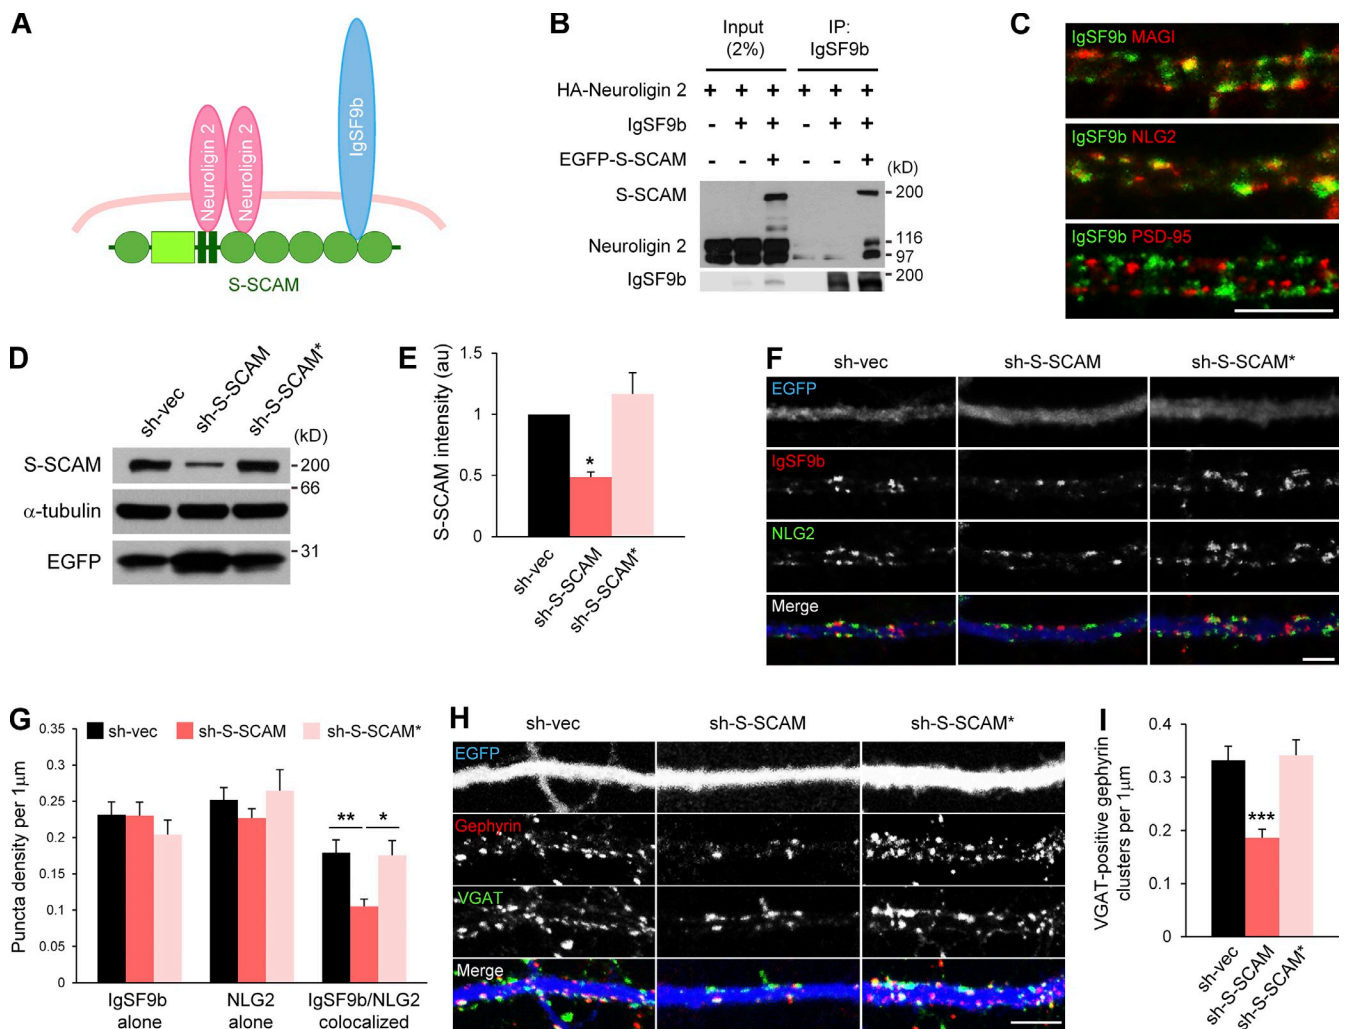 A
Neuroligin 2
Neuroligin 2
IgSF9b
S-SCAM
B
Input
(2%)
IP:
IgSF9b
HA-Neuroligin 2 + + + + + +
IgSF9b - + + - + +
EGFP-S-SCAM - - + - - +
(kD)
S-SCAM
200
Neuroligin 2
116
97
IgSF9b
200
C
IgSF9b MAGI
IgSF9b NLG2
IgSF9b PSD-95
D
sh-vec
sh-S-SCAM
sh-S-SCAM*
(kD)
S-SCAM
200
66
α-tubulin
31
EGFP
E
S-SCAM intensity (au)
1.5
1
0.5
0
*
sh-vec
sh-S-SCAM
sh-S-SCAM*
F
sh-vec sh-S-SCAM sh-S-SCAM*
EGFP
IgSF9b
NLG2
Merge
G
Puncta density per 1μm
0.35
0.3
0.25
0.2
0.15
0.1
0.05
0
sh-vec sh-S-SCAM sh-S-SCAM*
** *
IgSF9b
alone
NLG2
alone
IgSF9b/NLG2
colocalized
H
sh-vec sh-S-SCAM sh-S-SCAM*
EGFP
Gephyrin
VGAT
Merge
I
VGAT-positive gephyrin
clusters per 1μm
0.4
0.3
0.2
0.1
0
***
sh-vec
sh-S-SCAM
sh-S-SCAM*